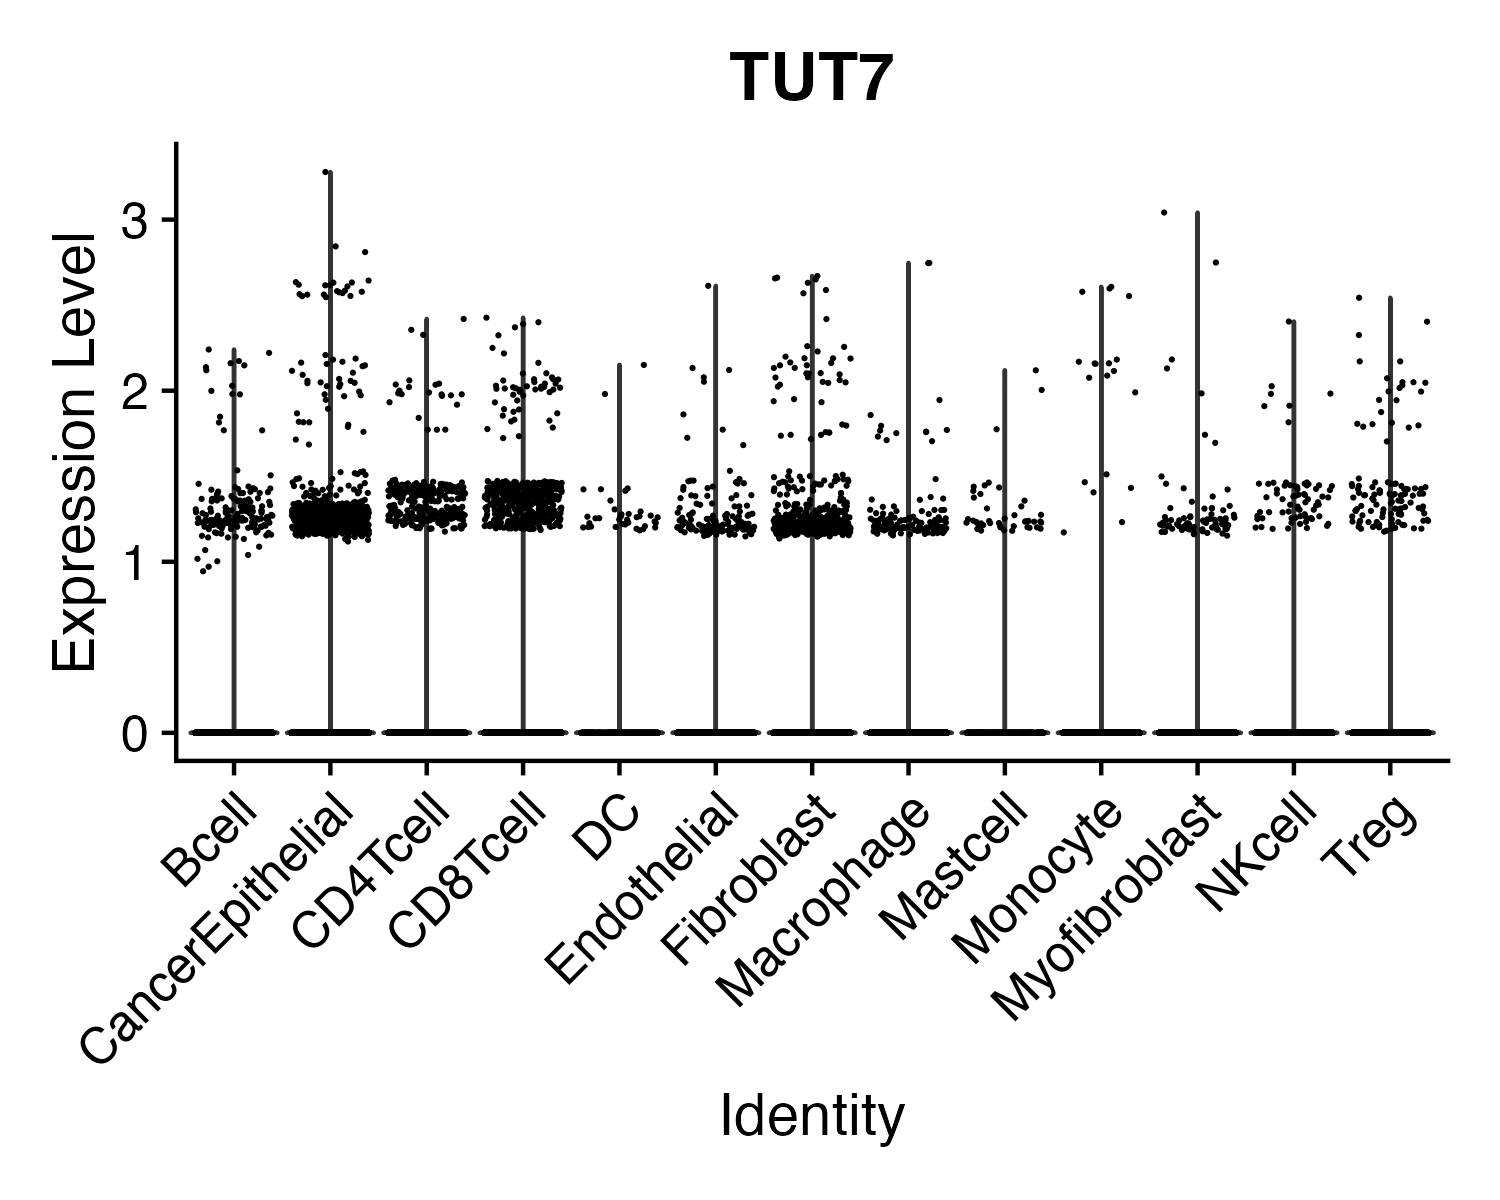 TUT7
Expression Level
3
2
1
0
Bcell
CancerEpithelial
CD4Tcell
CD8Tcell
DC
Endothelial
Fibroblast
Macrophage
Mastcell
Monocyte
Myofibroblast
NKcell
Treg
Identity